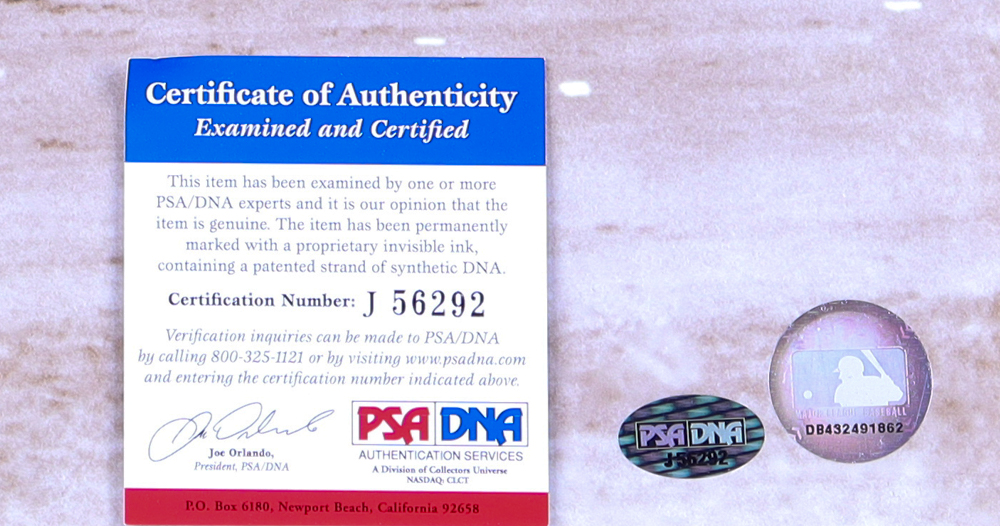 Certificate of Authenticity
Examined and Certified
This item has been examined by one or more
PSA/DNA experts and it is our opinion that the
item is genuine. The item has been permanently
marked with a proprietary invisible ink,
containing a patented strand of synthetic DNA.
Certification Number: J 56292
Verification inquiries can be made to PSA/DNA
by calling 800-325-1121 or by visiting www.psadna.com
and entering the certification number indicated above.
Joe Orlando,
President, PSA/DNA
PSA DNA
AUTHENTICATION SERVICES
A Division of Collectors Universe
NASDAQ: CLCT
P.O. Box 6180, Newport Beach, California 92658
PSA DNA
J 56292
MAJOR LEAGUE BASEBALL
DB432491862